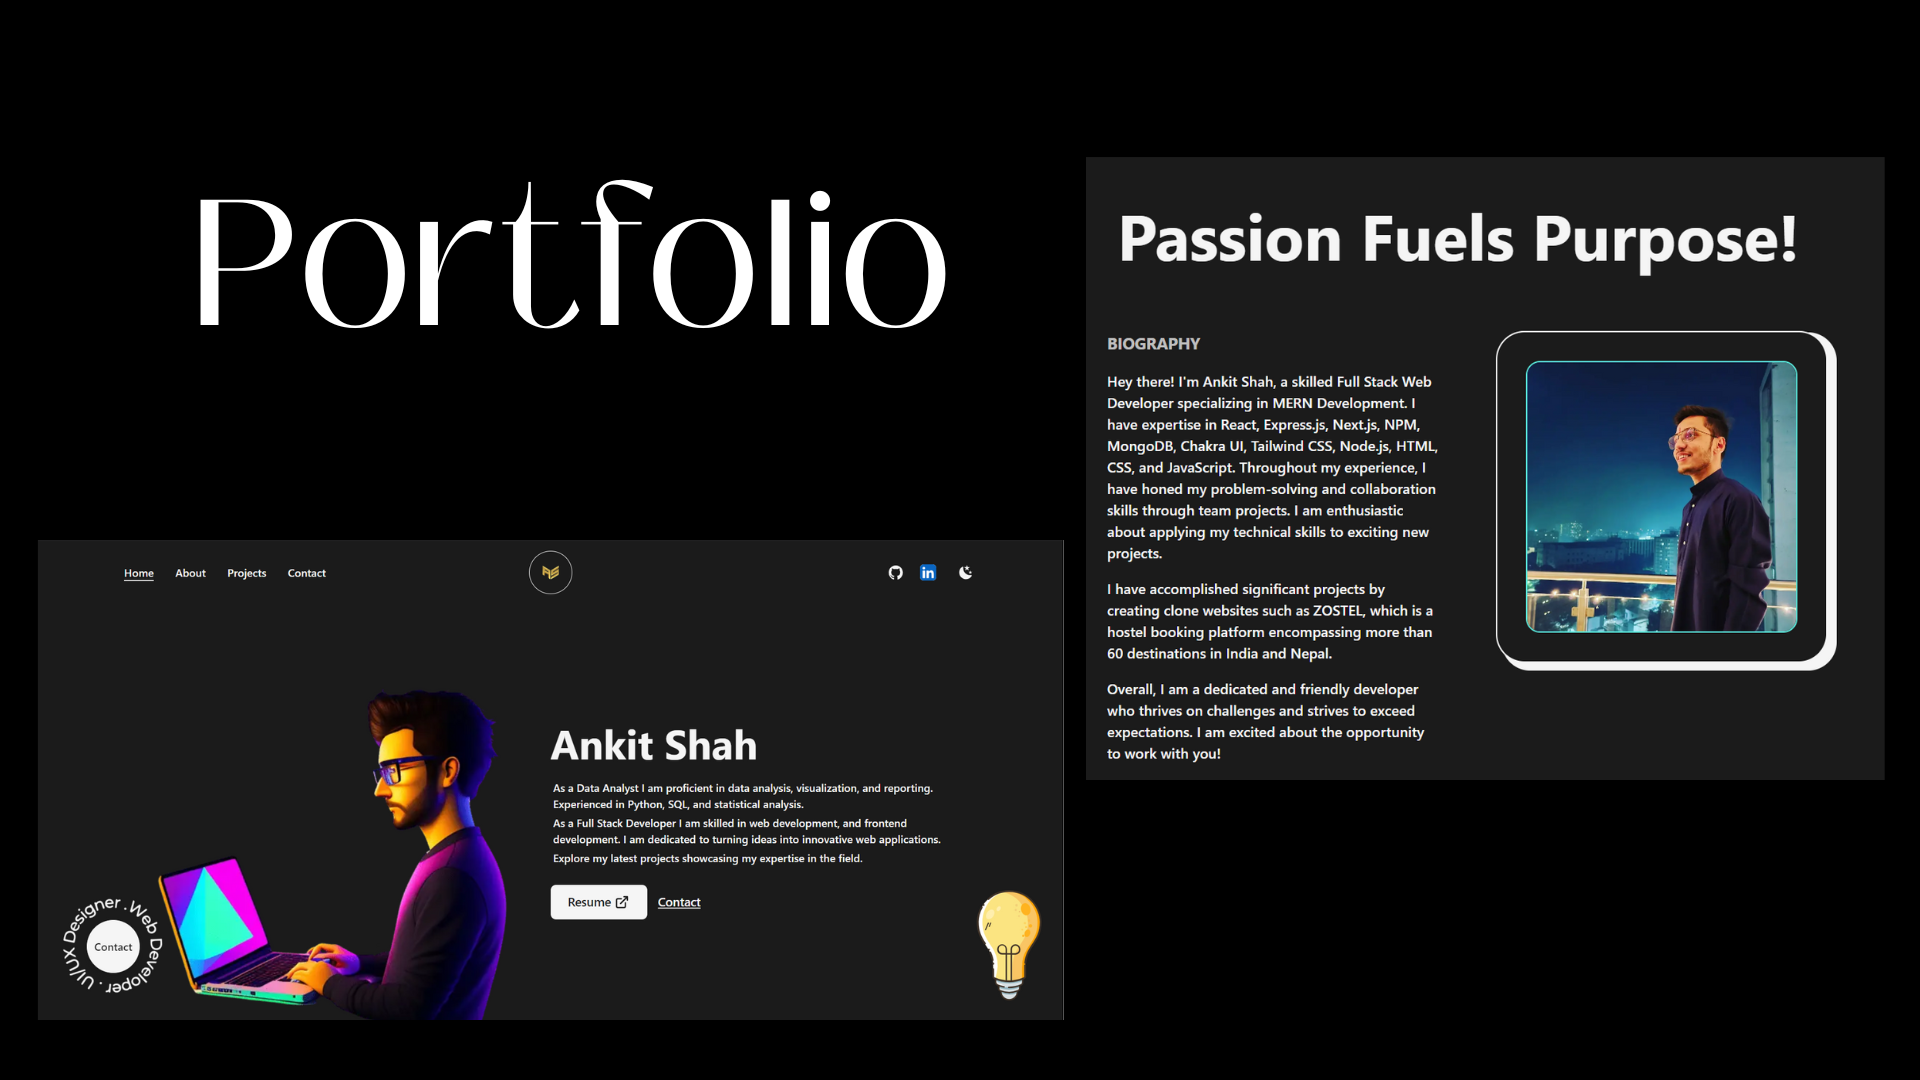 Portfolio
Home About Projects Contact
AS
in
Ankit Shah
As a Data Analyst I am proficient in data analysis, visualization, and reporting.
Experienced in Python, SQL, and statistical analysis.
As a Full Stack Developer I am skilled in web development, and frontend
development. I am dedicated to turning ideas into innovative web applications.
Explore my latest projects showcasing my expertise in the field.
Resume Contact
Web Developer . UI/UX Designer .
Contact
Passion Fuels Purpose!
BIOGRAPHY
Hey there! I'm Ankit Shah, a skilled Full Stack Web
Developer specializing in MERN Development. I
have expertise in React, Express.js, Next.js, NPM,
MongoDB, Chakra UI, Tailwind CSS, Node.js, HTML,
CSS, and JavaScript. Throughout my experience, I
have honed my problem-solving and collaboration
skills through team projects. I am enthusiastic
about applying my technical skills to exciting new
projects.
I have accomplished significant projects by
creating clone websites such as ZOSTEL, which is a
hostel booking platform encompassing more than
60 destinations in India and Nepal.
Overall, I am a dedicated and friendly developer
who thrives on challenges and strives to exceed
expectations. I am excited about the opportunity
to work with you!